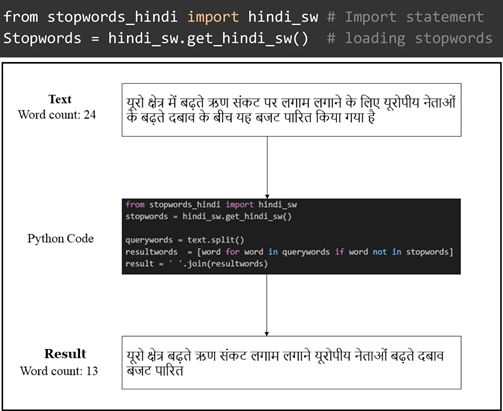 from stopwords_hindi import hindi_sw # Import statement
Stopwords = hindi_sw.get_hindi_sw() # loading stopwords
Text
Word count: 24
यूरो क्षेत्र में बढ़ते ऋण संकट पर लगाम लगाने के लिए यूरोपीय नेताओं
के बढ़ते दबाव के बीच यह बजट पारित किया गया है
Python Code
from stopwords_hindi import hindi_sw
stopwords = hindi_sw.get_hindi_sw()
querywords = text.split()
resultwords = [word for word in querywords if word not in stopwords]
result = ' '.join(resultwords)
Result
Word count: 13
यूरो क्षेत्र बढ़ते ऋण संकट लगाम लगाने यूरोपीय नेताओं बढ़ते दबाव
बजट पारित